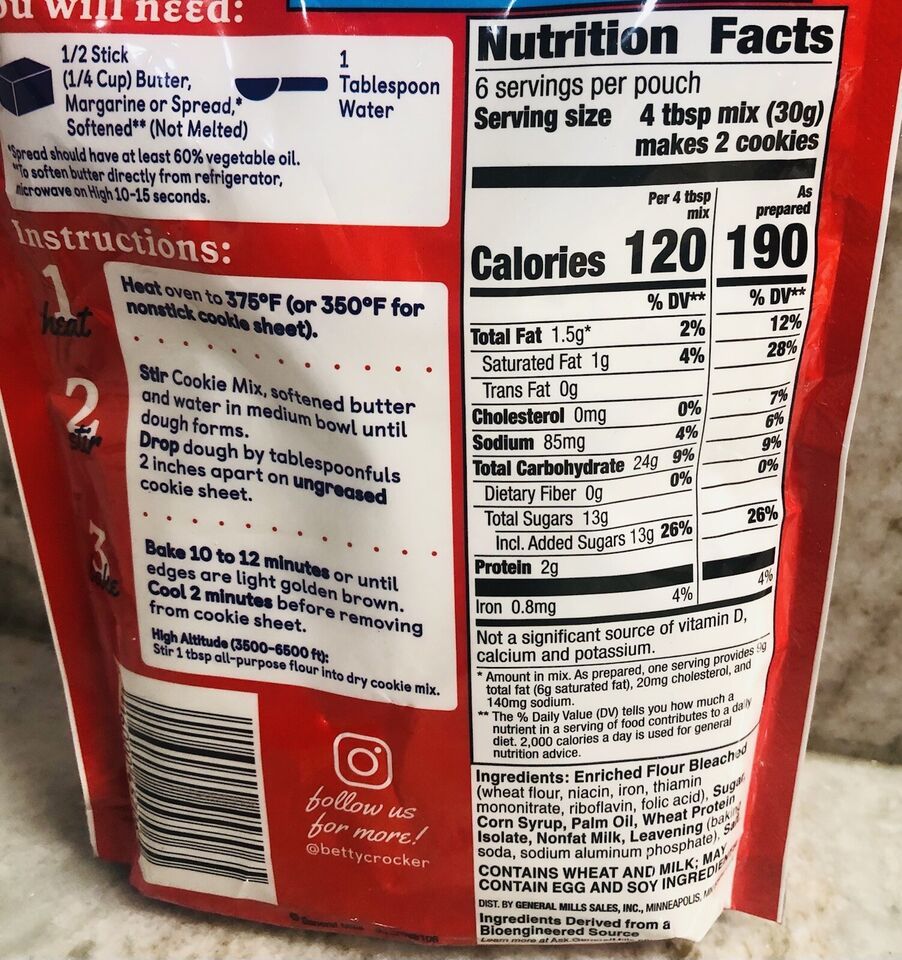 ou will need:
1/2 Stick
(1/4 Cup) Butter,
Margarine or Spread,*
Softened** (Not Melted)
1
Tablespoon
Water
*Spread should have at least 60% vegetable oil.
**To soften butter directly from refrigerator,
microwave on High 10-15 seconds.
Instructions:
1
heat
Heat oven to 375°F (or 350°F for
nonstick cookie sheet).
2
stir
Stir Cookie Mix, softened butter
and water in medium bowl until
dough forms.
Drop dough by tablespoonfuls
2 inches apart on ungreased
cookie sheet.
3
bake
Bake 10 to 12 minutes or until
edges are light golden brown.
Cool 2 minutes before removing
from cookie sheet.
High Altitude (3500-6500 ft):
Stir 1 tbsp all-purpose flour into dry cookie mix.
follow us
for more!
@bettycrocker
Nutrition Facts
6 servings per pouch
Serving size 4 tbsp mix (30g)
makes 2 cookies
Per 4 tbsp mix As prepared
Calories 120 190
% DV** % DV**
Total Fat 1.5g* 2% 12%
Saturated Fat 1g 4% 28%
Trans Fat 0g
Cholesterol 0mg 0% 7%
Sodium 85mg 4% 6%
Total Carbohydrate 24g 9% 9%
Dietary Fiber 0g 0% 0%
Total Sugars 13g
Incl. Added Sugars 13g 26% 26%
Protein 2g
Iron 0.8mg 4% 4%
Not a significant source of vitamin D,
calcium and potassium.
* Amount in mix. As prepared, one serving provides 9g
total fat (6g saturated fat), 20mg cholesterol, and
140mg sodium.
** The % Daily Value (DV) tells you how much a
nutrient in a serving of food contributes to a daily
diet. 2,000 calories a day is used for general
nutrition advice.
Ingredients: Enriched Flour Bleached
(wheat flour, niacin, iron, thiamin
mononitrate, riboflavin, folic acid), Sugar,
Corn Syrup, Palm Oil, Wheat Protein
Isolate, Nonfat Milk, Leavening (baking
soda, sodium aluminum phosphate),
CONTAINS WHEAT AND MILK; MAY
CONTAIN EGG AND SOY
DIST. BY GENERAL MILLS SALES, INC., MINNEAPOLIS,
Ingredients Derived from a
Bioengineered Source
Learn more at